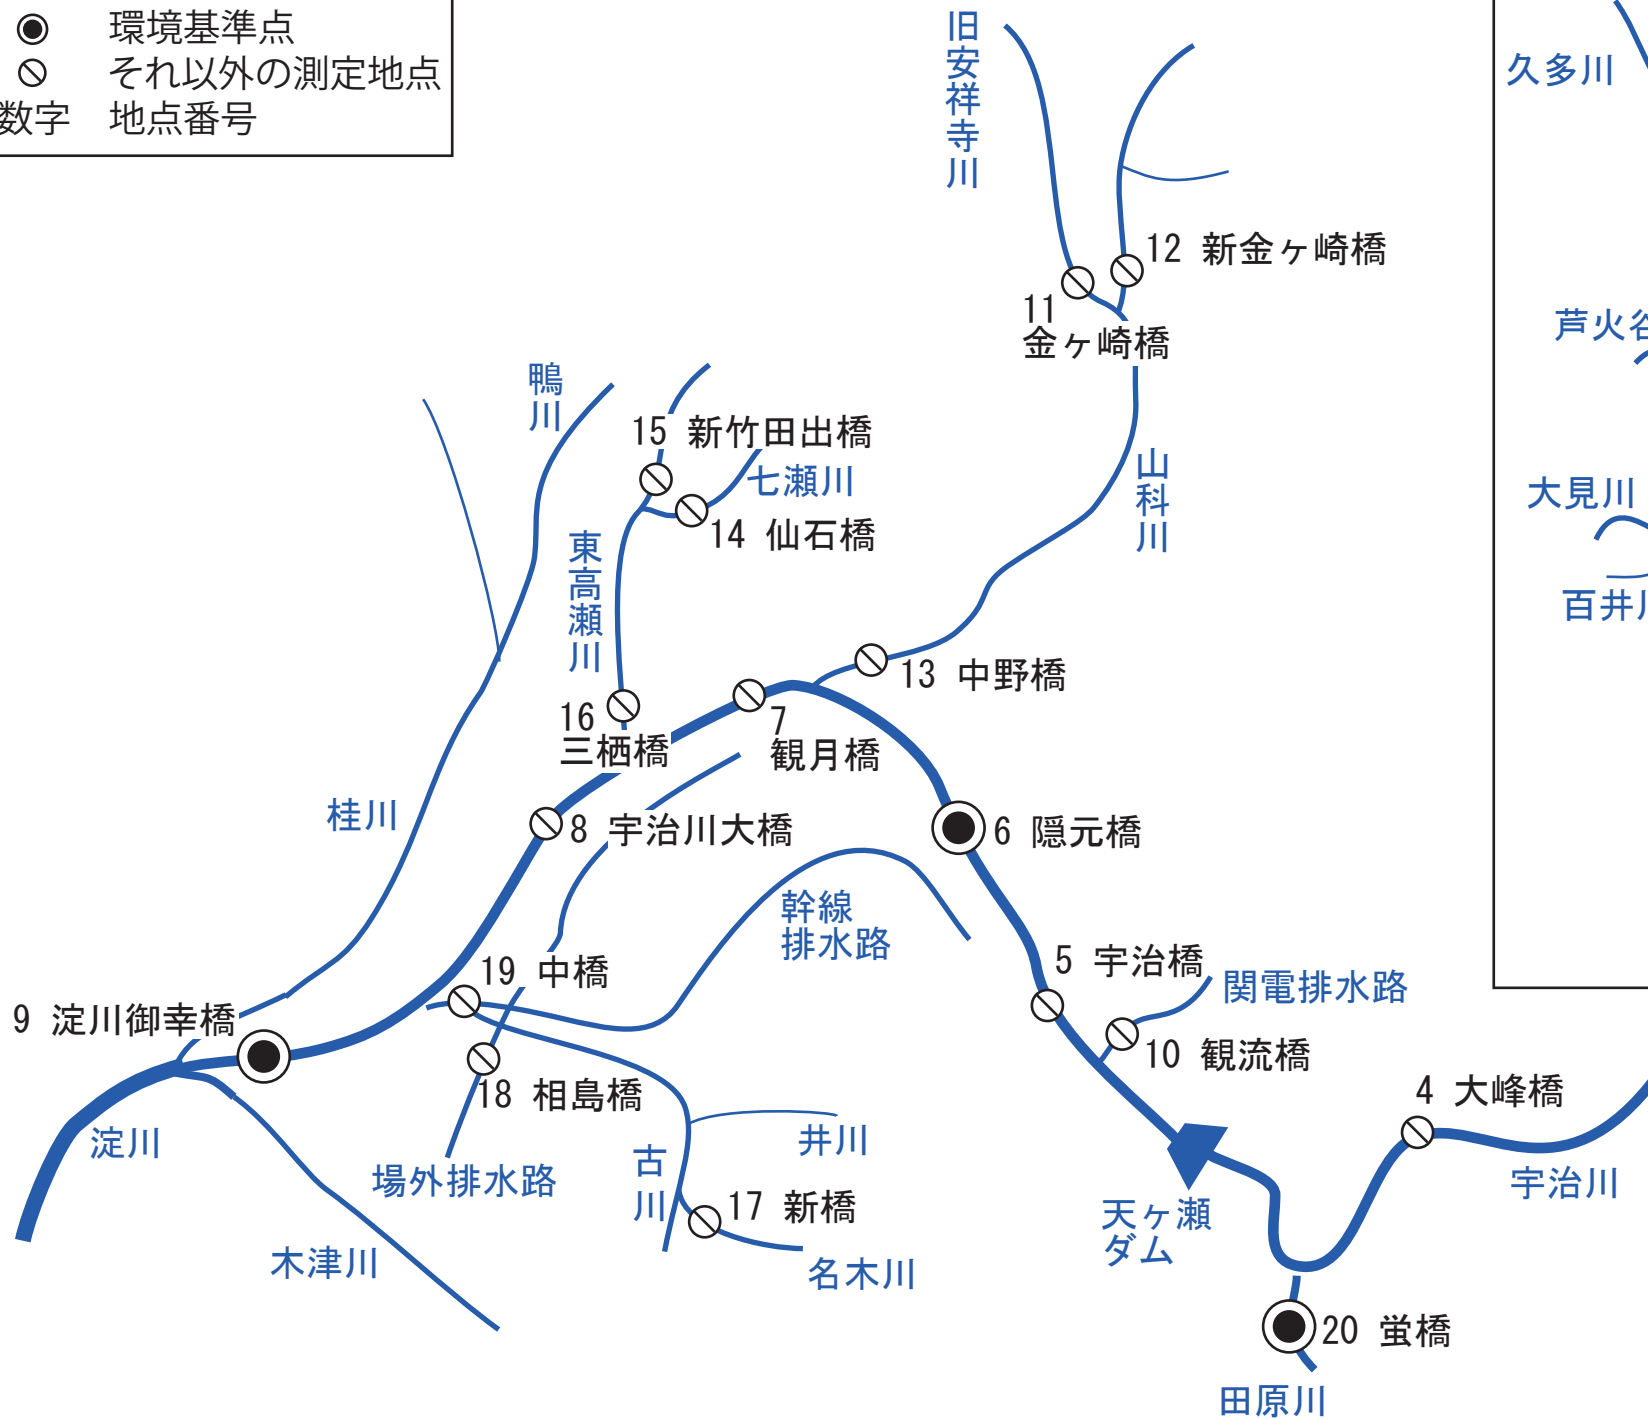 環境基準点
それ以外の測定地点
数字 地点番号
旧安祥寺川
久多川
12 新金ヶ崎橋
11
金ヶ崎橋
芦火谷
鴨川
15 新竹田出橋
七瀬川
14 仙石橋
山科川
大見川
東高瀬川
百井川
13 中野橋
16
三栖橋
7
観月橋
桂川
8 宇治川大橋
6 隠元橋
幹線
排水路
19 中橋
5 宇治橋
関電排水路
9 淀川御幸橋
10 観流橋
18 相島橋
4 大峰橋
淀川
井川
古川
場外排水路
宇治川
17 新橋
天ヶ瀬
ダム
木津川
名木川
20 蛍橋
田原川